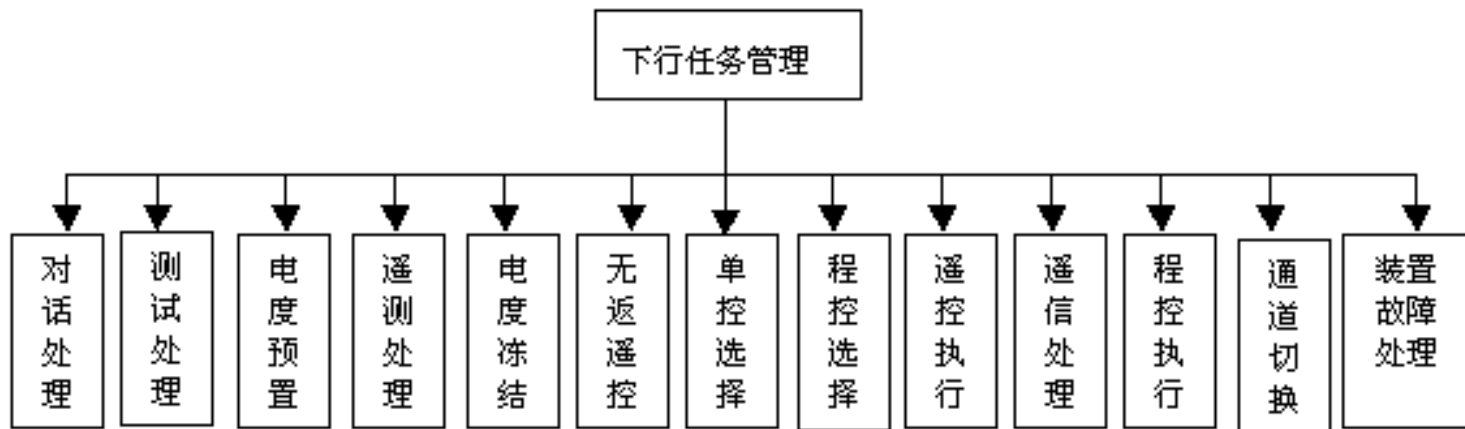 下行任务管理
对话处理
测试处理
电度预置
遥测处理
电度冻结
无返遥控
单控选择
程控选择
遥控执行
遥信处理
程控执行
通道切换
装置
故障
处理